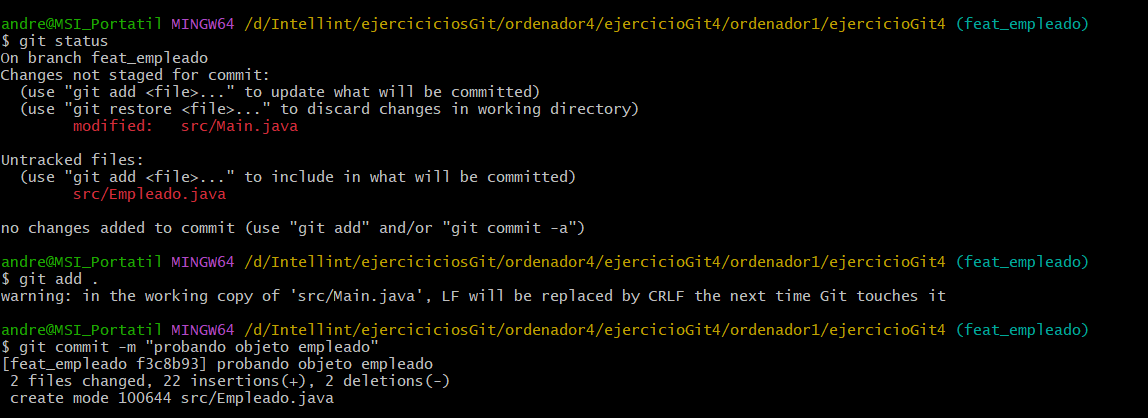 andre@MSI_Portatil MINGW64 /d/Intellint/ejerciciciosGit/ordenador4/ejercicioGit4/ordenador1/ejercicioGit4 (feat_empleado)
$ git status
On branch feat_empleado
Changes not staged for commit:
  (use "git add <file>..." to update what will be committed)
  (use "git restore <file>..." to discard changes in working directory)
        modified:   src/Main.java

Untracked files:
  (use "git add <file>..." to include in what will be committed)
        src/Empleado.java

no changes added to commit (use "git add" and/or "git commit -a")

andre@MSI_Portatil MINGW64 /d/Intellint/ejerciciciosGit/ordenador4/ejercicioGit4/ordenador1/ejercicioGit4 (feat_empleado)
$ git add .
warning: in the working copy of 'src/Main.java', LF will be replaced by CRLF the next time Git touches it

andre@MSI_Portatil MINGW64 /d/Intellint/ejerciciciosGit/ordenador4/ejercicioGit4/ordenador1/ejercicioGit4 (feat_empleado)
$ git commit -m "probando objeto empleado"
[feat_empleado f3c8b93] probando objeto empleado
 2 files changed, 22 insertions(+), 2 deletions(-)
 create mode 100644 src/Empleado.java